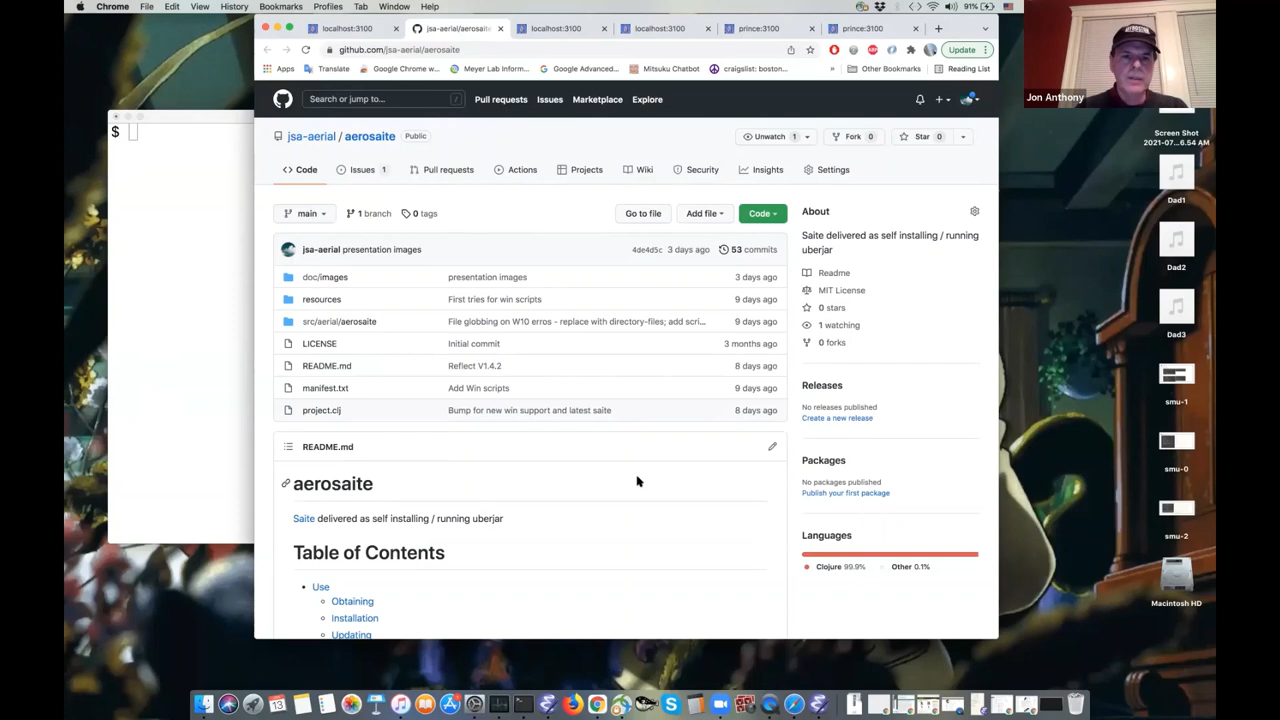 Chrome File Edit View History Bookmarks Profiles Tab Window Help 91%
localhost:3100 jsa-aerial/aerosaite localhost:3100 localhost:3100 prince:3100 prince:3100
github.com/jsa-aerial/aerosaite Update
Apps Translate Google Chrome w... Meyer Lab Inform... Google Advanced... Mitsuku Chatbot craigslist: boston... » Other Bookmarks Reading List
Jon Anthony
Search or jump to... / Pull requests Issues Marketplace Explore
$
jsa-aerial / aerosaite Public Unwatch 1 Fork 0 Star 0
<> Code Issues 1 Pull requests Actions Projects Wiki Security Insights Settings
main 1 branch 0 tags Go to file Add file Code
jsa-aerial presentation images 4de4d5c 3 days ago 53 commits
doc/images presentation images 3 days ago
resources First tries for win scripts 9 days ago
src/aerial/aerosaite File globbing on W10 erros - replace with directory-files; add scri... 9 days ago
LICENSE Initial commit 3 months ago
README.md Reflect V1.4.2 8 days ago
manifest.txt Add Win scripts 9 days ago
project.clj Bump for new win support and latest saite 8 days ago
README.md
aerosaite
Saite delivered as self installing / running uberjar
Table of Contents
• Use
Obtaining
Installation
Updating
About
Saite delivered as self installing / running
uberjar
Readme
MIT License
0 stars
1 watching
0 forks
Releases
No releases published
Create a new release
Packages
No packages published
Publish your first package
Languages
Clojure 99.9% Other 0.1%
Screen Shot
2021-07...6.54 AM
Dad1
Dad2
Dad3
smu-1
smu-0
smu-2
Macintosh HD
13